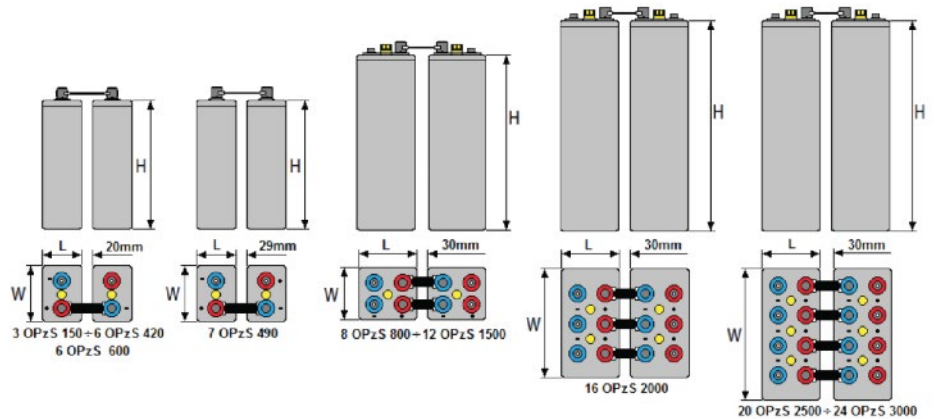 H
H
H
H
H
L
20mm
L
29mm
L
30mm
L
30mm
L
30mm
W
W
W
W
W
3 OPzS 150÷6 OPzS 420
6 OPzS 600
7 OPzS 490
8 OPzS 800÷12 OPzS 1500
16 OPzS 2000
20 OPzS 2500÷24 OPzS 3000